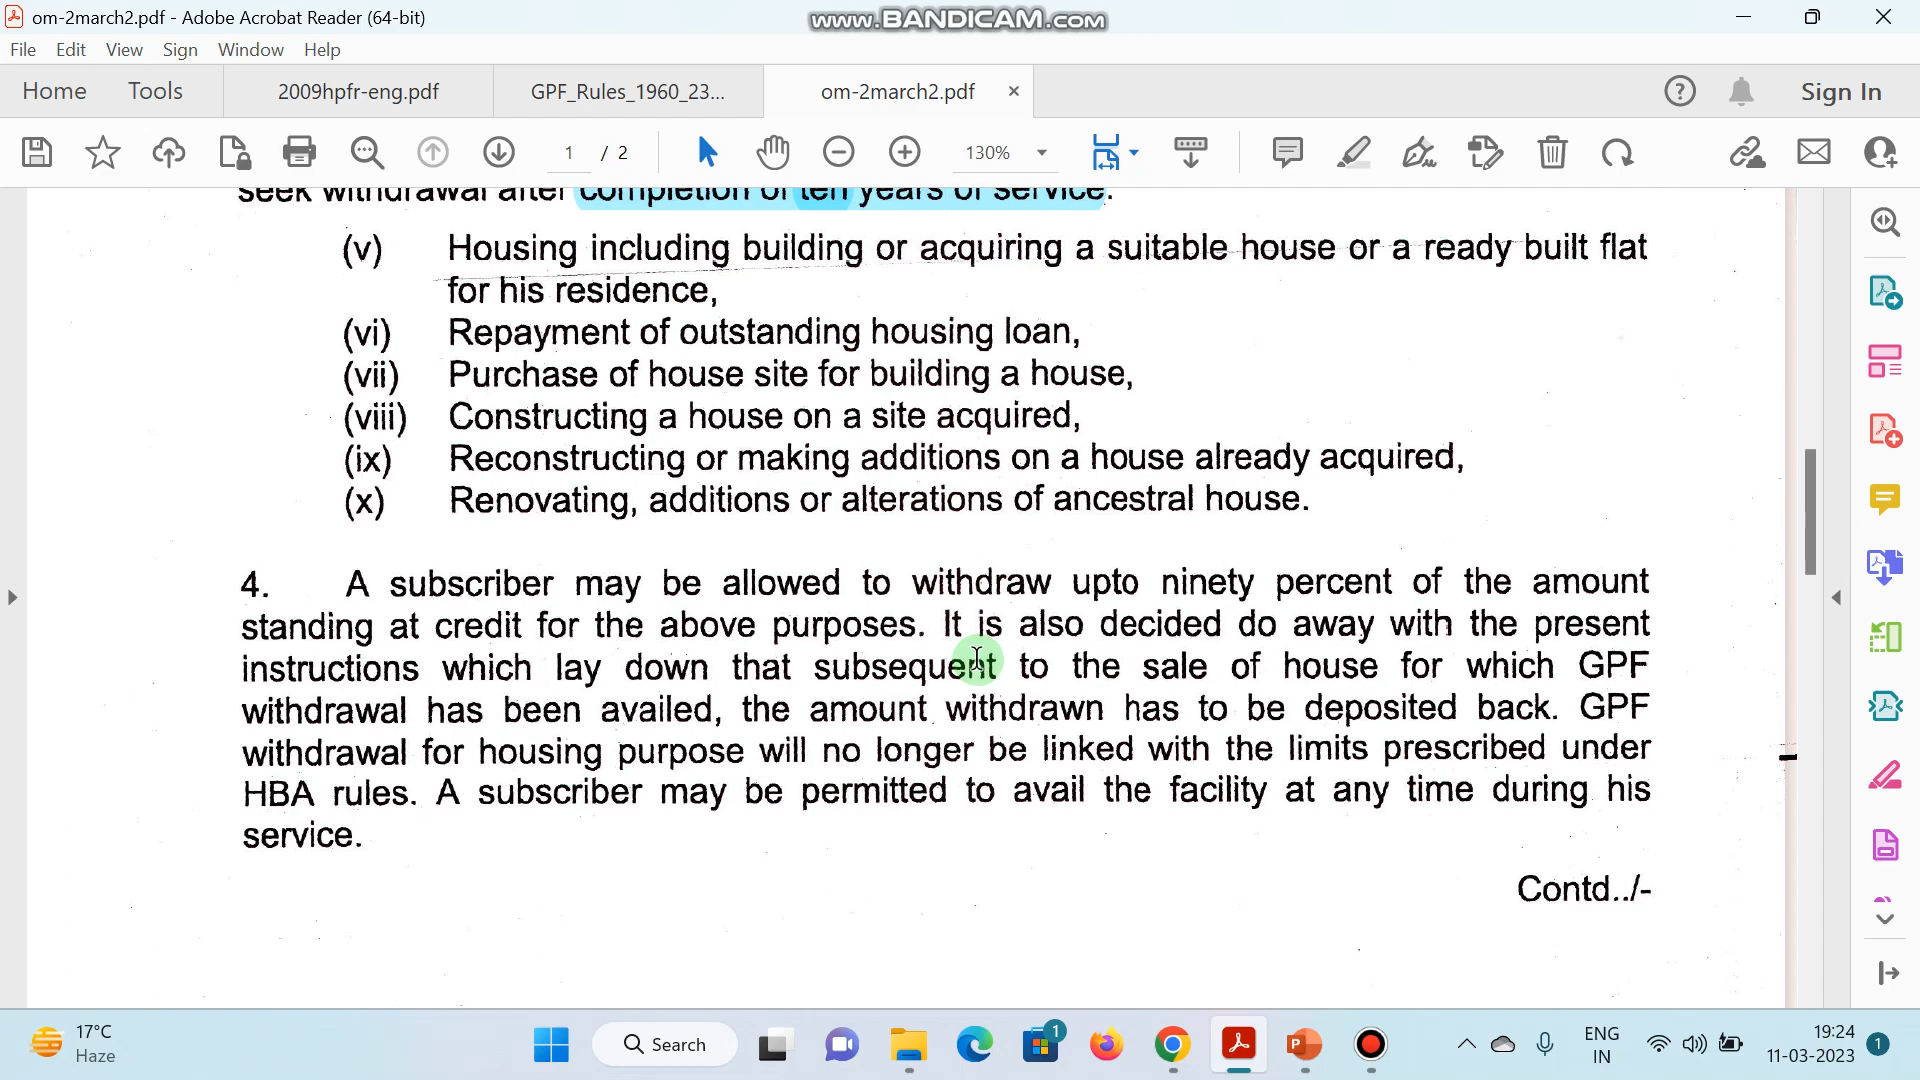 om-2march2.pdf - Adobe Acrobat Reader (64-bit)
www.BANDICAM.com
File Edit View Sign Window Help
Home Tools 2009hpfr-eng.pdf GPF_Rules_1960_23... om-2march2.pdf × Sign In
1 / 2 130%
seek withdrawal after completion of ten years of service.
(v) Housing including building or acquiring a suitable house or a ready built flat
for his residence,
(vi) Repayment of outstanding housing loan,
(vii) Purchase of house site for building a house,
(viii) Constructing a house on a site acquired,
(ix) Reconstructing or making additions on a house already acquired,
(x) Renovating, additions or alterations of ancestral house.
4. A subscriber may be allowed to withdraw upto ninety percent of the amount
standing at credit for the above purposes. It is also decided do away with the present
instructions which lay down that subsequent to the sale of house for which GPF
withdrawal has been availed, the amount withdrawn has to be deposited back. GPF
withdrawal for housing purpose will no longer be linked with the limits prescribed under
HBA rules. A subscriber may be permitted to avail the facility at any time during his
service.
Contd../-
17°C
Haze
Search
1
ENG
IN
19:24
11-03-2023
1